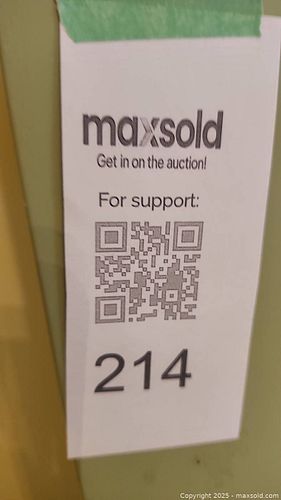 maxsold
Get in on the auction!
For support:
214
Copyright 2025 - maxsold.com